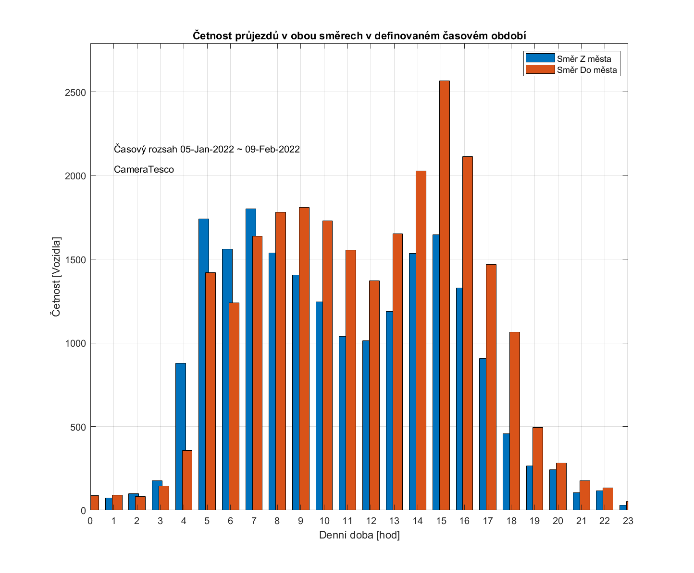 Četnost průjezdů v obou směrech v definovaném časovém období
Směr Z města
Směr Do města
2500
2000
1500
1000
500
0
Četnost [Vozidla]
Časový rozsah 05-Jan-2022 ~ 09-Feb-2022
CameraTesco
0 1 2 3 4 5 6 7 8 9 10 11 12 13 14 15 16 17 18 19 20 21 22 23
Denní doba [hod]